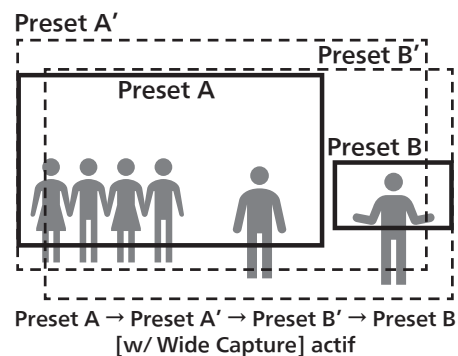 Preset A′
Preset B′
Preset A
Preset B
Preset A → Preset A′ → Preset B′ → Preset B
[w/ Wide Capture] actif